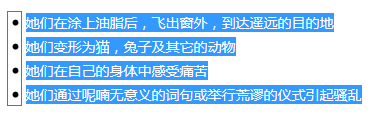 她们在涂上油脂后，飞出窗外，到达遥远的目的地
她们变形为猫，兔子及其它的动物
她们在自己的身体中感受痛苦
她们通过呢喃无意义的词句或举行荒谬的仪式引起骚乱